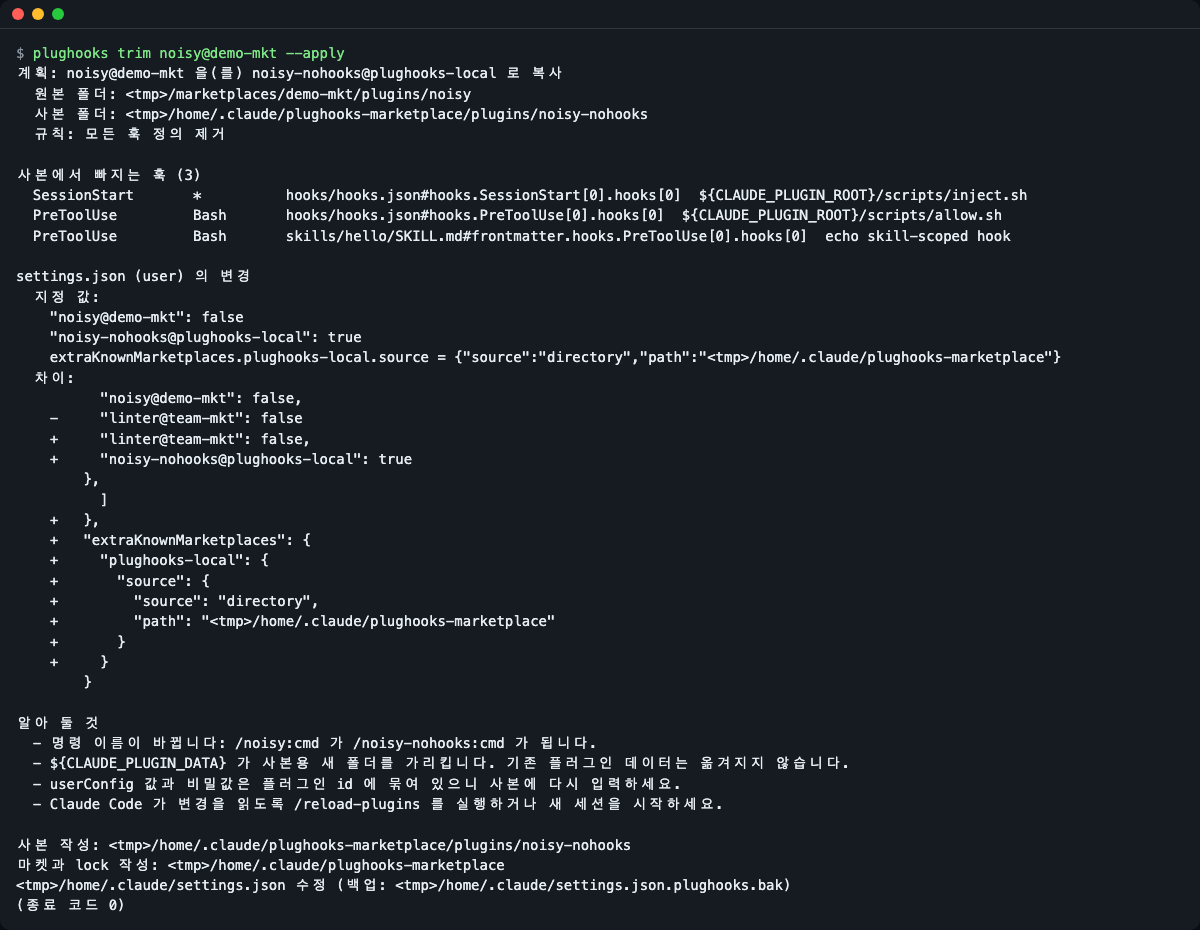 $ plughooks trim noisy@demo-mkt --apply
계획: noisy@demo-mkt 을(를) noisy-nohooks@plughooks-local 로 복사
  원본 폴더: <tmp>/marketplaces/demo-mkt/plugins/noisy
  사본 폴더: <tmp>/home/.claude/plughooks-marketplace/plugins/noisy-nohooks
  규칙: 모든 훅 정의 제거
사본에서 빠지는 훅 (3)
  SessionStart       *          hooks/hooks.json#hooks.SessionStart[0].hooks[0]  ${CLAUDE_PLUGIN_ROOT}/scripts/inject.sh
  PreToolUse         Bash       hooks/hooks.json#hooks.PreToolUse[0].hooks[0]  ${CLAUDE_PLUGIN_ROOT}/scripts/allow.sh
  PreToolUse         Bash       skills/hello/SKILL.md#frontmatter.hooks.PreToolUse[0].hooks[0]  echo skill-scoped hook
settings.json (user) 의 변경
  지정 값:
    "noisy@demo-mkt": false
    "noisy-nohooks@plughooks-local": true
    extraKnownMarketplaces.plughooks-local.source = {"source":"directory","path":"<tmp>/home/.claude/plughooks-marketplace"}
  차이:
          "noisy@demo-mkt": false,
    -     "linter@team-mkt": false
    +     "linter@team-mkt": false,
    +     "noisy-nohooks@plughooks-local": true
        },
          ]
    +   },
    +   "extraKnownMarketplaces": {
    +     "plughooks-local": {
    +       "source": {
    +         "source": "directory",
    +         "path": "<tmp>/home/.claude/plughooks-marketplace"
    +       }
    +     }
        }
알아 둘 것
  - 명령 이름이 바뀝니다: /noisy:cmd 가 /noisy-nohooks:cmd 가 됩니다.
  - ${CLAUDE_PLUGIN_DATA} 가 사본용 새 폴더를 가리킵니다. 기존 플러그인 데이터는 옮겨지지 않습니다.
  - userConfig 값과 비밀값은 플러그인 id 에 묶여 있으니 사본에 다시 입력하세요.
  - Claude Code 가 변경을 읽도록 /reload-plugins 를 실행하거나 새 세션을 시작하세요.
사본 작성: <tmp>/home/.claude/plughooks-marketplace/plugins/noisy-nohooks
마켓과 lock 작성: <tmp>/home/.claude/plughooks-marketplace
<tmp>/home/.claude/settings.json 수정 (백업: <tmp>/home/.claude/settings.json.plughooks.bak)
(종료 코드 0)